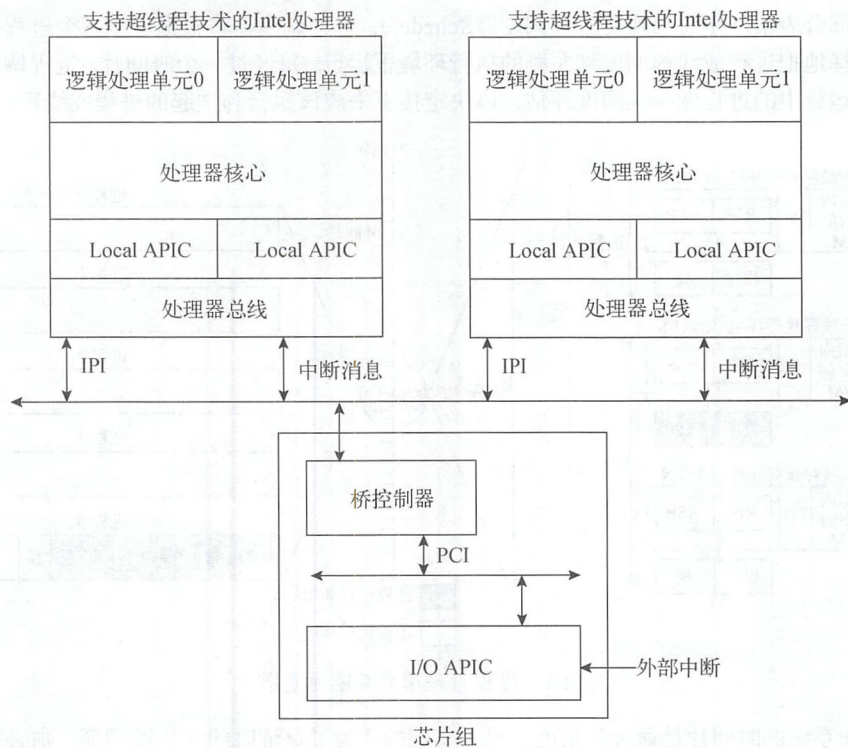 支持超线程技术的Intel处理器
支持超线程技术的Intel处理器
逻辑处理单元0
逻辑处理单元1
逻辑处理单元0
逻辑处理单元1
处理器核心
处理器核心
Local APIC
Local APIC
Local APIC
Local APIC
处理器总线
处理器总线
IPI
中断消息
IPI
中断消息
桥控制器
PCI
I/O APIC
外部中断
芯片组